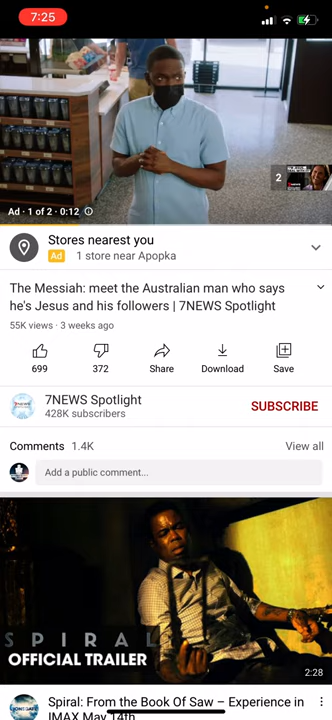 7:25
2
Ad · 1 of 2 · 0:12
Stores nearest you
Ad 1 store near Apopka
The Messiah: meet the Australian man who says
he's Jesus and his followers | 7NEWS Spotlight
55K views · 3 weeks ago
699
372
Share
Download
Save
7NEWS Spotlight
428K subscribers
SUBSCRIBE
Comments 1.4K
View all
Add a public comment...
SPIRAL
OFFICIAL TRAILER
2:28
Spiral: From the Book Of Saw – Experience in
IMAX May 14th